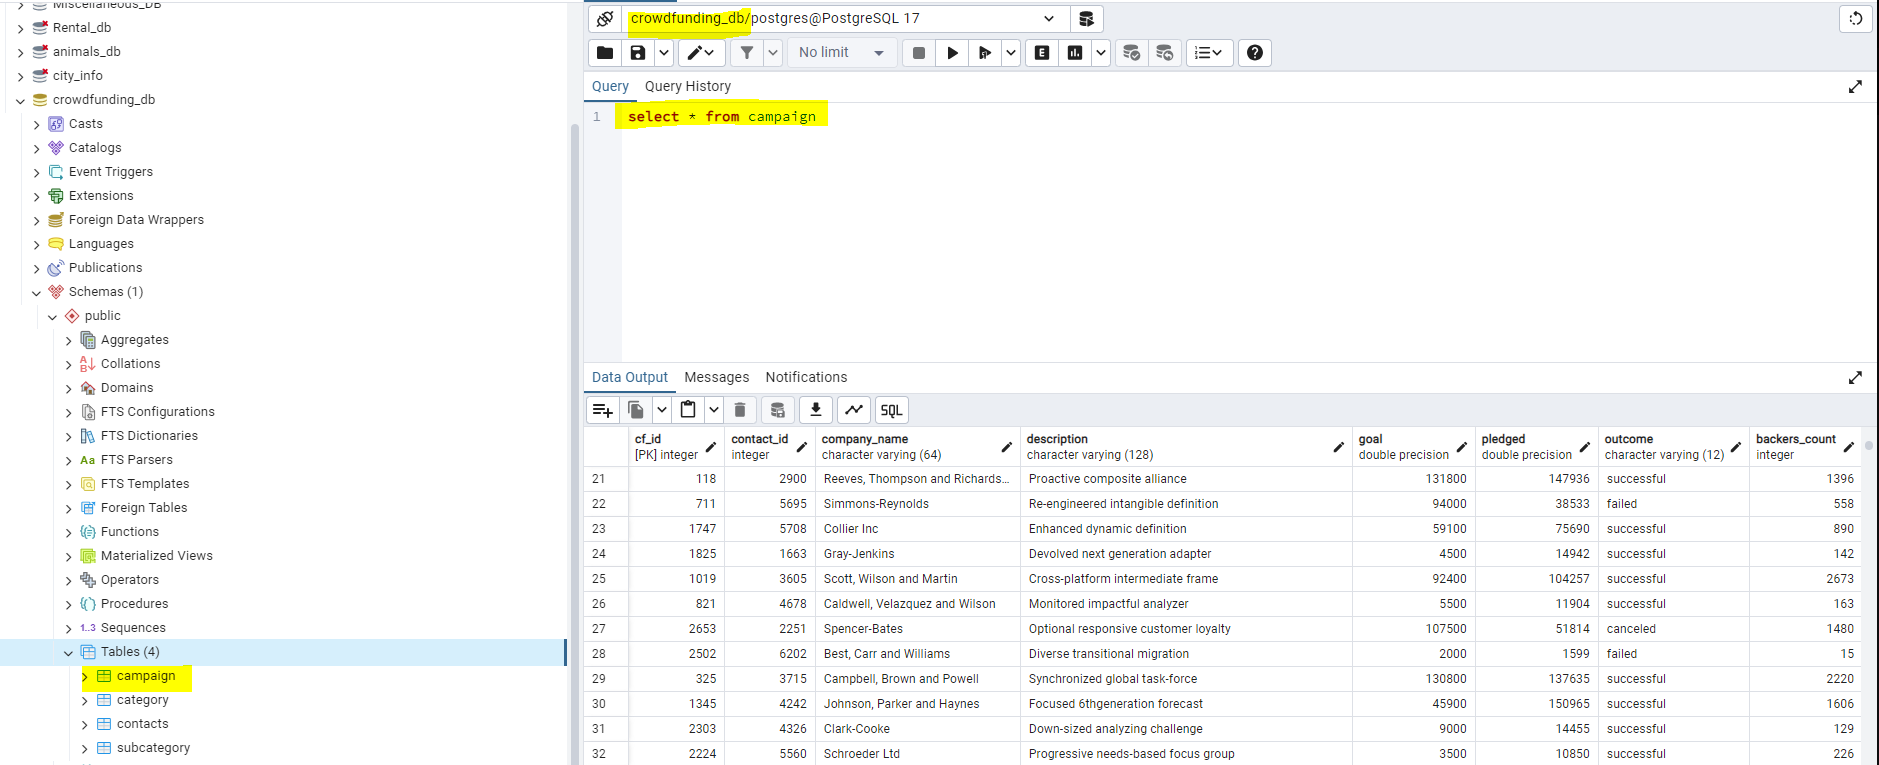 Miscellaneous_DB
Rental_db
animals_db
city_info
crowdfunding_db
Casts
Catalogs
Event Triggers
Extensions
Foreign Data Wrappers
Languages
Publications
Schemas (1)
public
Aggregates
Collations
Domains
FTS Configurations
FTS Dictionaries
Aa FTS Parsers
FTS Templates
Foreign Tables
Functions
Materialized Views
Operators
Procedures
1..3 Sequences
Tables (4)
campaign
category
contacts
subcategory
crowdfunding_db/postgres@PostgreSQL 17
No limit
E
Query Query History
1 select * from campaign
Data Output Messages Notifications
SQL
cf_id contact_id company_name description goal pledged outcome backers_count
[PK] integer integer character varying (64) character varying (128) double precision double precision character varying (12) integer
21 118 2900 Reeves, Thompson and Richards... Proactive composite alliance 131800 147936 successful 1396
22 711 5695 Simmons-Reynolds Re-engineered intangible definition 94000 38533 failed 558
23 1747 5708 Collier Inc Enhanced dynamic definition 59100 75690 successful 890
24 1825 1663 Gray-Jenkins Devolved next generation adapter 4500 14942 successful 142
25 1019 3605 Scott, Wilson and Martin Cross-platform intermediate frame 92400 104257 successful 2673
26 821 4678 Caldwell, Velazquez and Wilson Monitored impactful analyzer 5500 11904 successful 163
27 2653 2251 Spencer-Bates Optional responsive customer loyalty 107500 51814 canceled 1480
28 2502 6202 Best, Carr and Williams Diverse transitional migration 2000 1599 failed 15
29 325 3715 Campbell, Brown and Powell Synchronized global task-force 130800 137635 successful 2220
30 1345 4242 Johnson, Parker and Haynes Focused 6thgeneration forecast 45900 150965 successful 1606
31 2303 4326 Clark-Cooke Down-sized analyzing challenge 9000 14455 successful 129
32 2224 5560 Schroeder Ltd Progressive needs-based focus group 3500 10850 successful 226